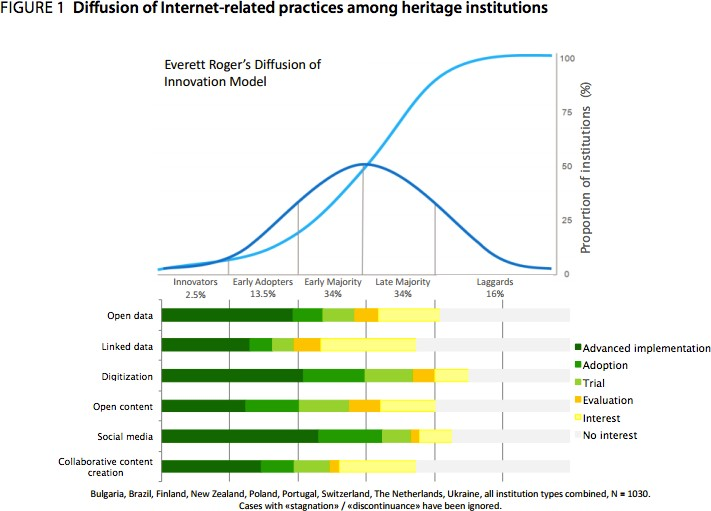 FIGURE 1 Diffusion of Internet-related practices among heritage institutions
Everett Roger's Diffusion of
Innovation Model
100
75
50
25
0
Proportion of institutions (%)
Innovators Early Adopters Early Majority Late Majority Laggards
2.5% 13.5% 34% 34% 16%
Open data
Linked data
Digitization
Open content
Social media
Collaborative content
creation
Advanced implementation
Adoption
Trial
Evaluation
Interest
No interest
Bulgaria, Brazil, Finland, New Zealand, Poland, Portugal, Switzerland, The Netherlands, Ukraine, all institution types combined, N = 1030.
Cases with «stagnation» / «discontinuance» have been ignored.